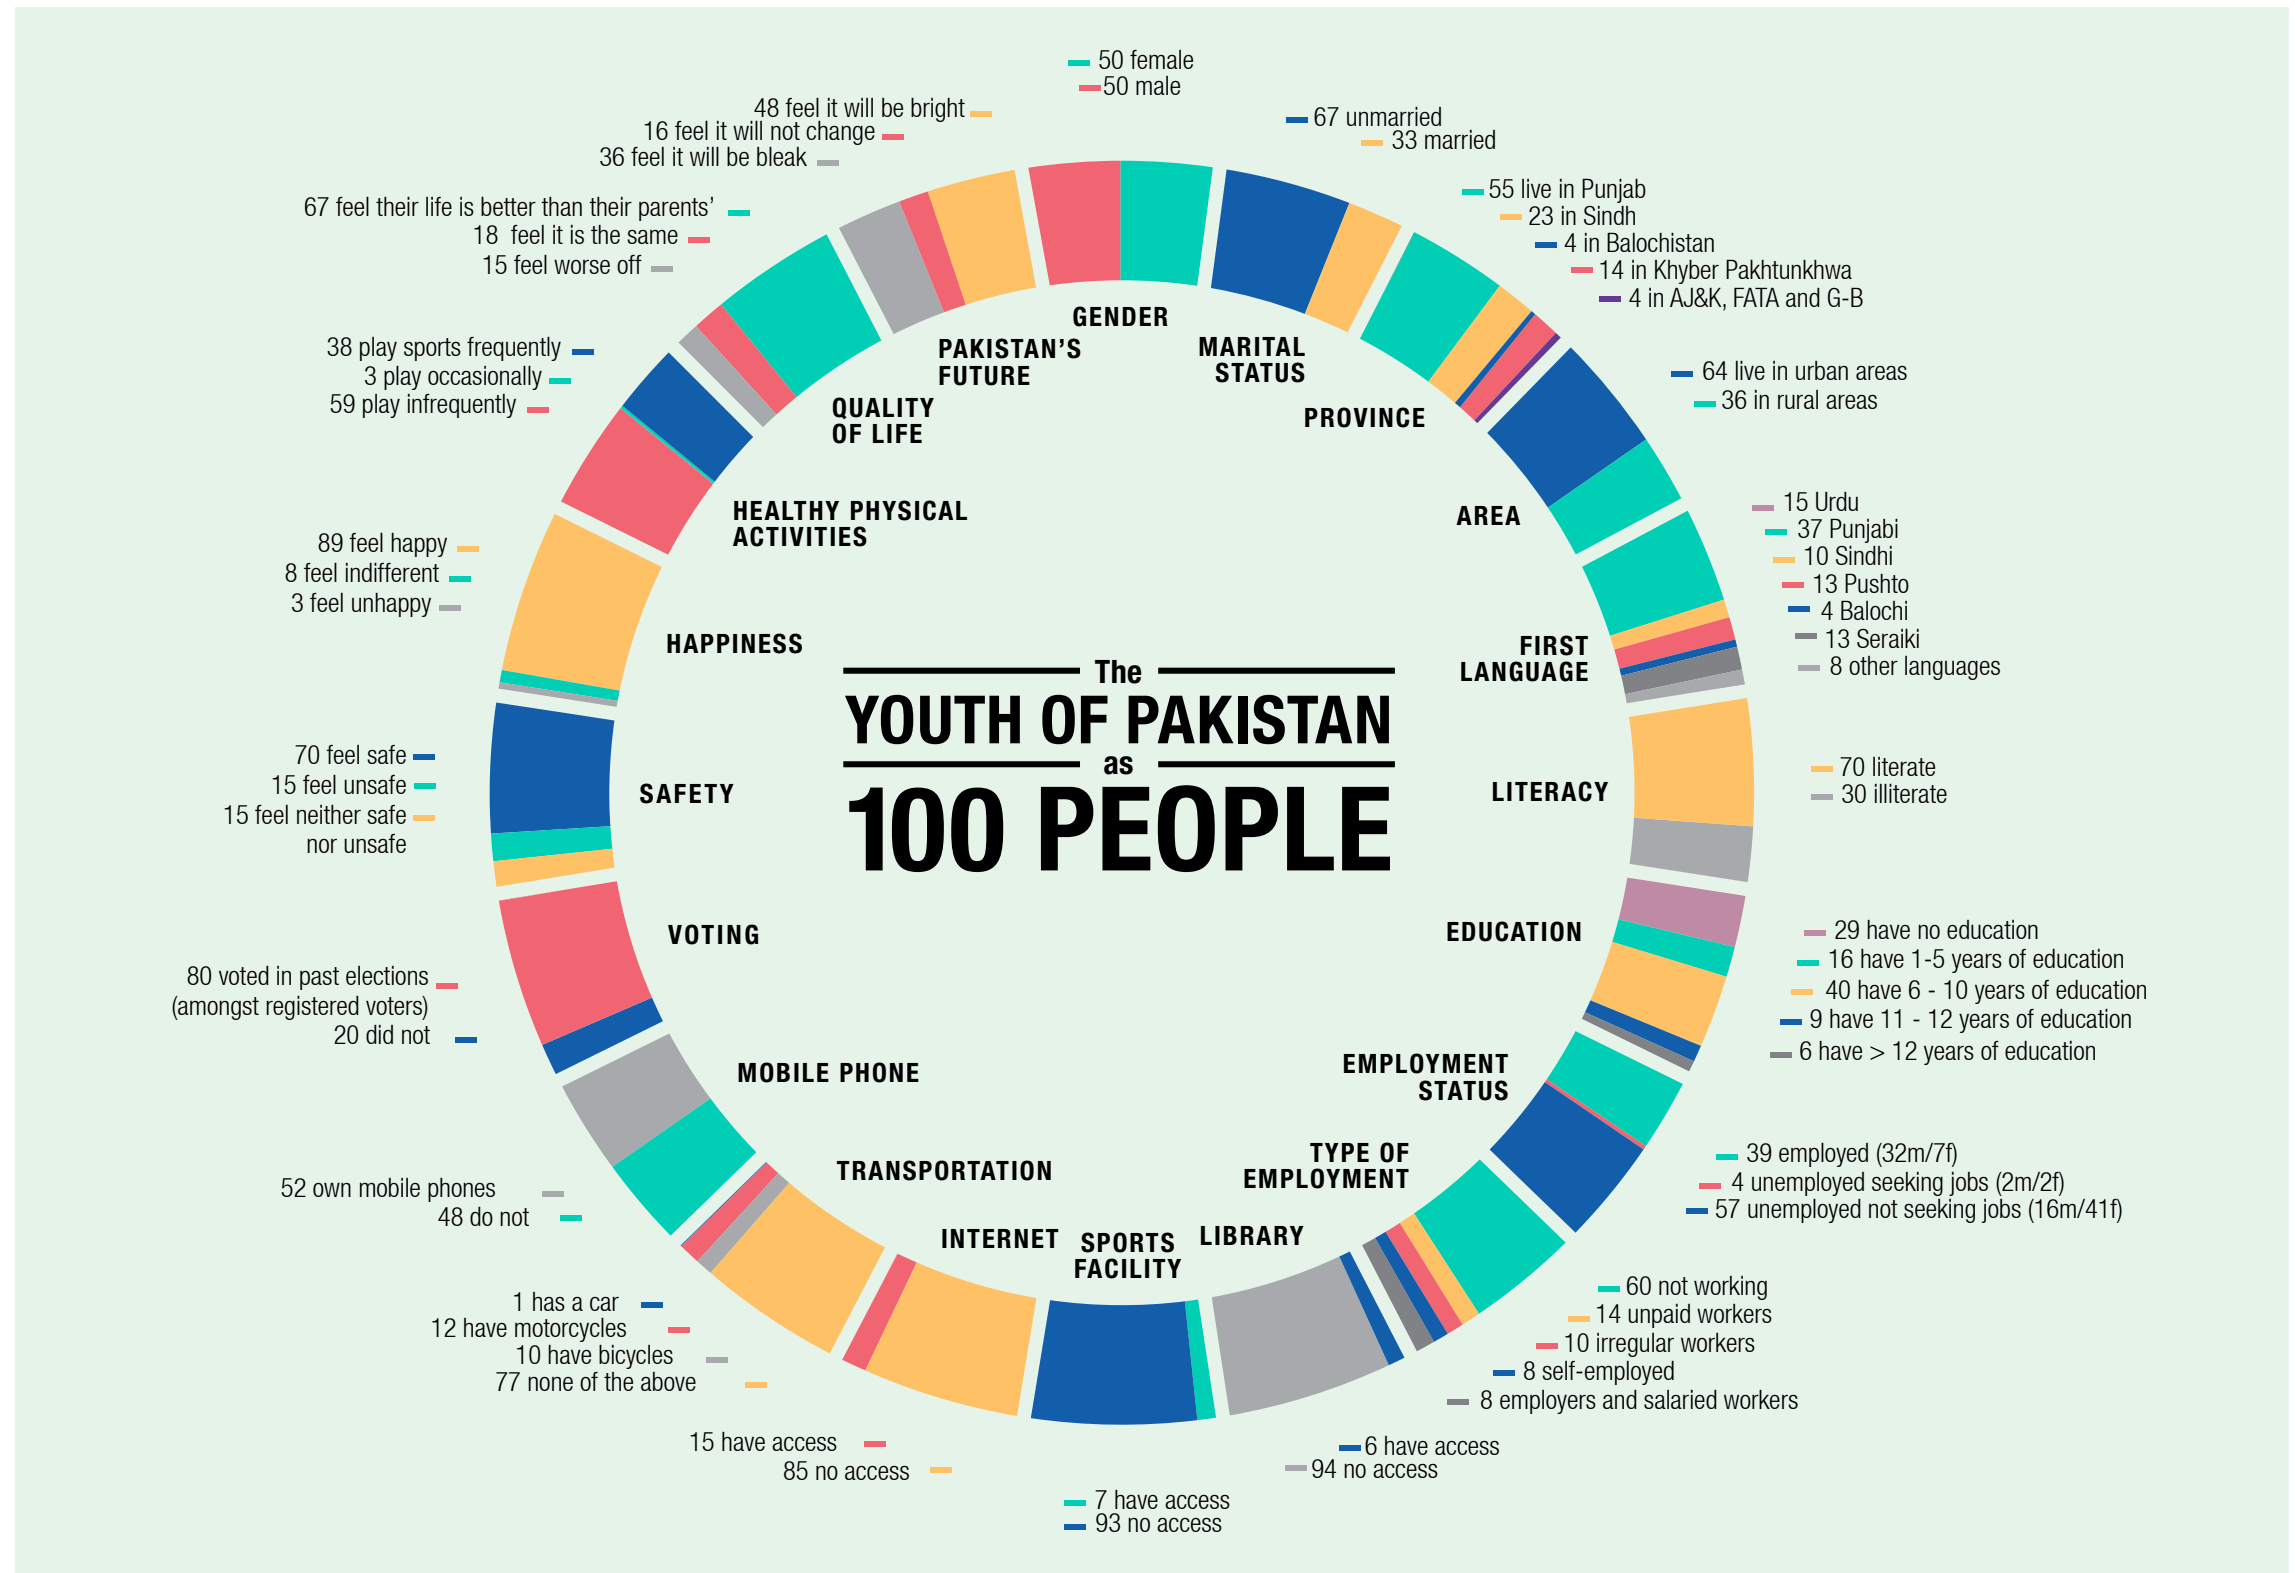 The
YOUTH OF PAKISTAN
as
100 PEOPLE
GENDER
50 female
50 male
MARITAL
STATUS
67 unmarried
33 married
PROVINCE
55 live in Punjab
23 in Sindh
4 in Balochistan
14 in Khyber Pakhtunkhwa
4 in AJ&K, FATA and G-B
AREA
64 live in urban areas
36 in rural areas
FIRST
LANGUAGE
15 Urdu
37 Punjabi
10 Sindhi
13 Pushto
4 Balochi
13 Seraiki
8 other languages
LITERACY
70 literate
30 illiterate
EDUCATION
29 have no education
16 have 1-5 years of education
40 have 6 - 10 years of education
9 have 11 - 12 years of education
6 have > 12 years of education
EMPLOYMENT
STATUS
39 employed (32m/7f)
4 unemployed seeking jobs (2m/2f)
57 unemployed not seeking jobs (16m/41f)
TYPE OF
EMPLOYMENT
60 not working
14 unpaid workers
10 irregular workers
8 self-employed
8 employers and salaried workers
LIBRARY
6 have access
94 no access
SPORTS
FACILITY
7 have access
93 no access
INTERNET
15 have access
85 no access
TRANSPORTATION
1 has a car
12 have motorcycles
10 have bicycles
77 none of the above
MOBILE PHONE
52 own mobile phones
48 do not
VOTING
80 voted in past elections
(amongst registered voters)
20 did not
SAFETY
70 feel safe
15 feel unsafe
15 feel neither safe
nor unsafe
HAPPINESS
89 feel happy
8 feel indifferent
3 feel unhappy
HEALTHY PHYSICAL
ACTIVITIES
38 play sports frequently
3 play occasionally
59 play infrequently
QUALITY
OF LIFE
67 feel their life is better than their parents’
18 feel it is the same
15 feel worse off
PAKISTAN’S
FUTURE
48 feel it will be bright
16 feel it will not change
36 feel it will be bleak